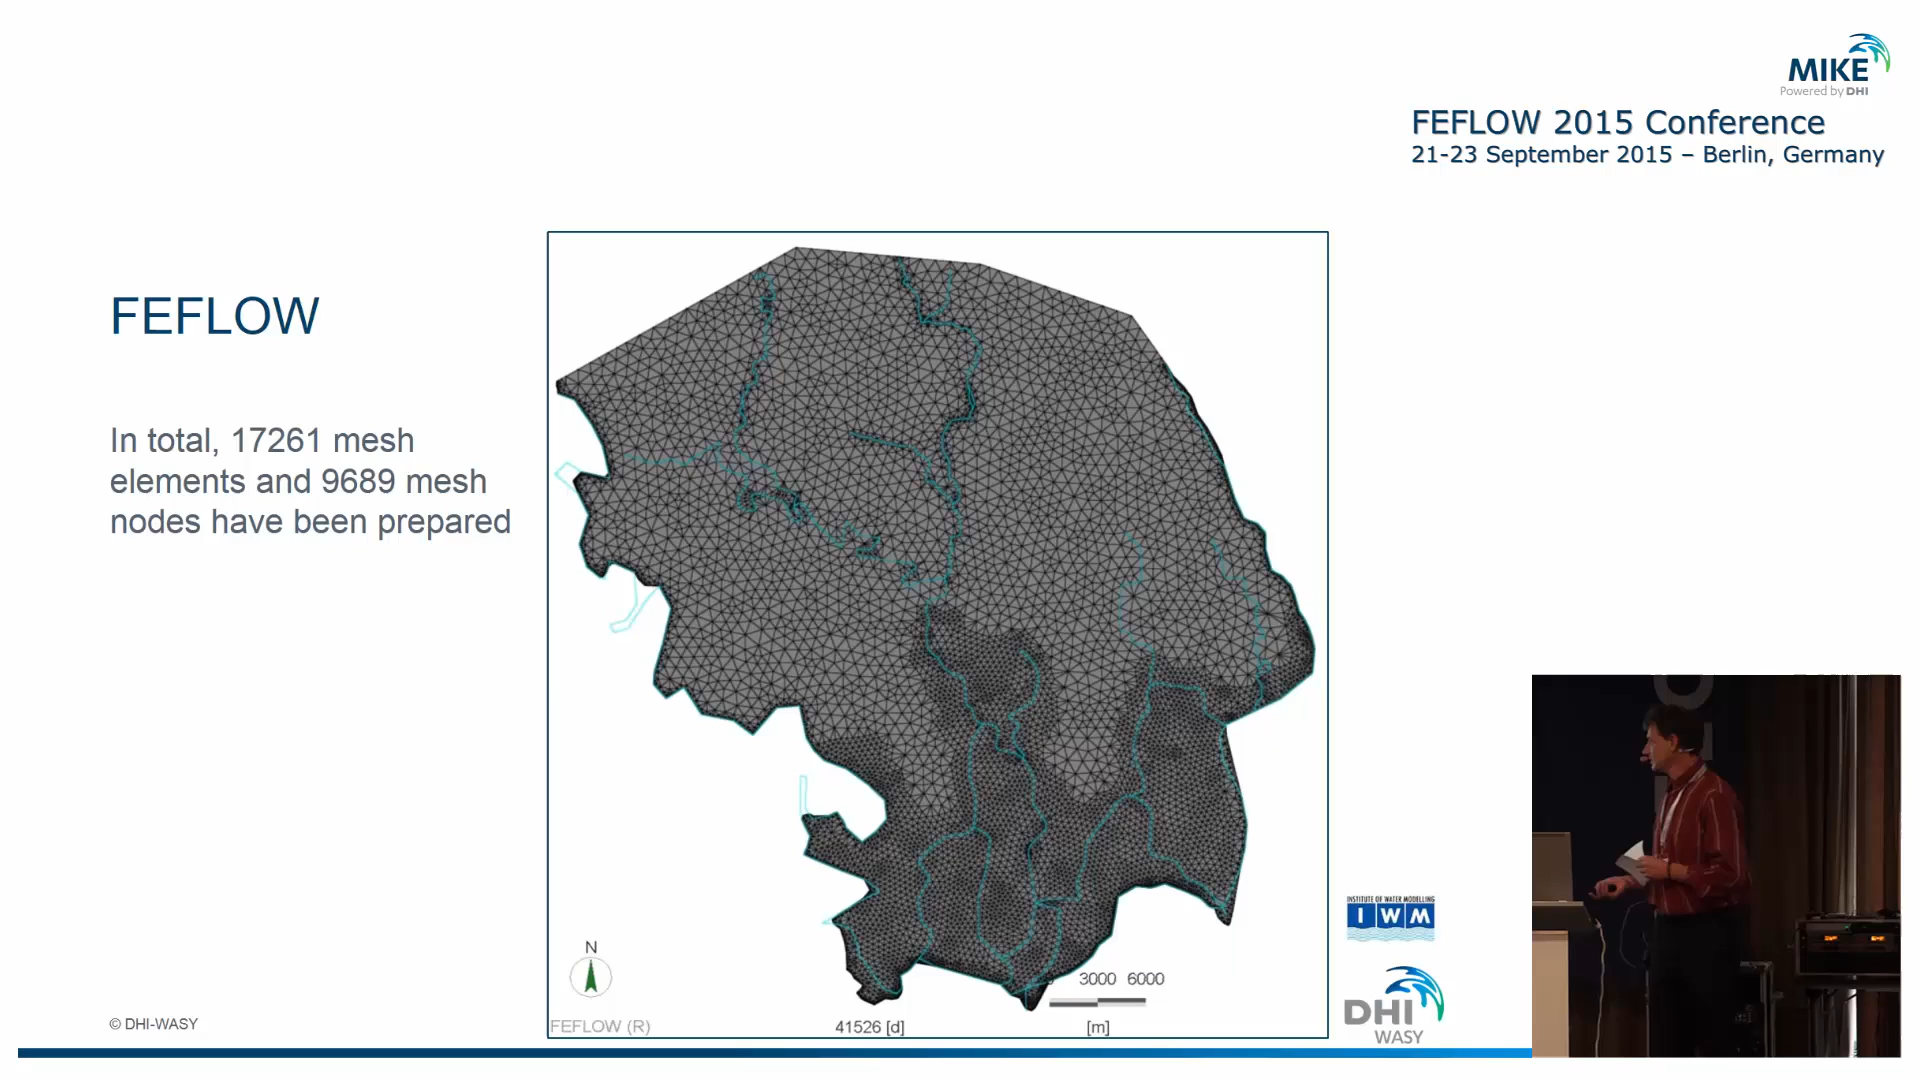 MIKE
Powered by DHI
FEFLOW 2015 Conference
21-23 September 2015 – Berlin, Germany
FEFLOW
In total, 17261 mesh
elements and 9689 mesh
nodes have been prepared
N
3000 6000
FEFLOW (R)
41526 [d]
[m]
INSTITUTE OF WATER MODELLING
IWM
DHI
WASY
© DHI-WASY